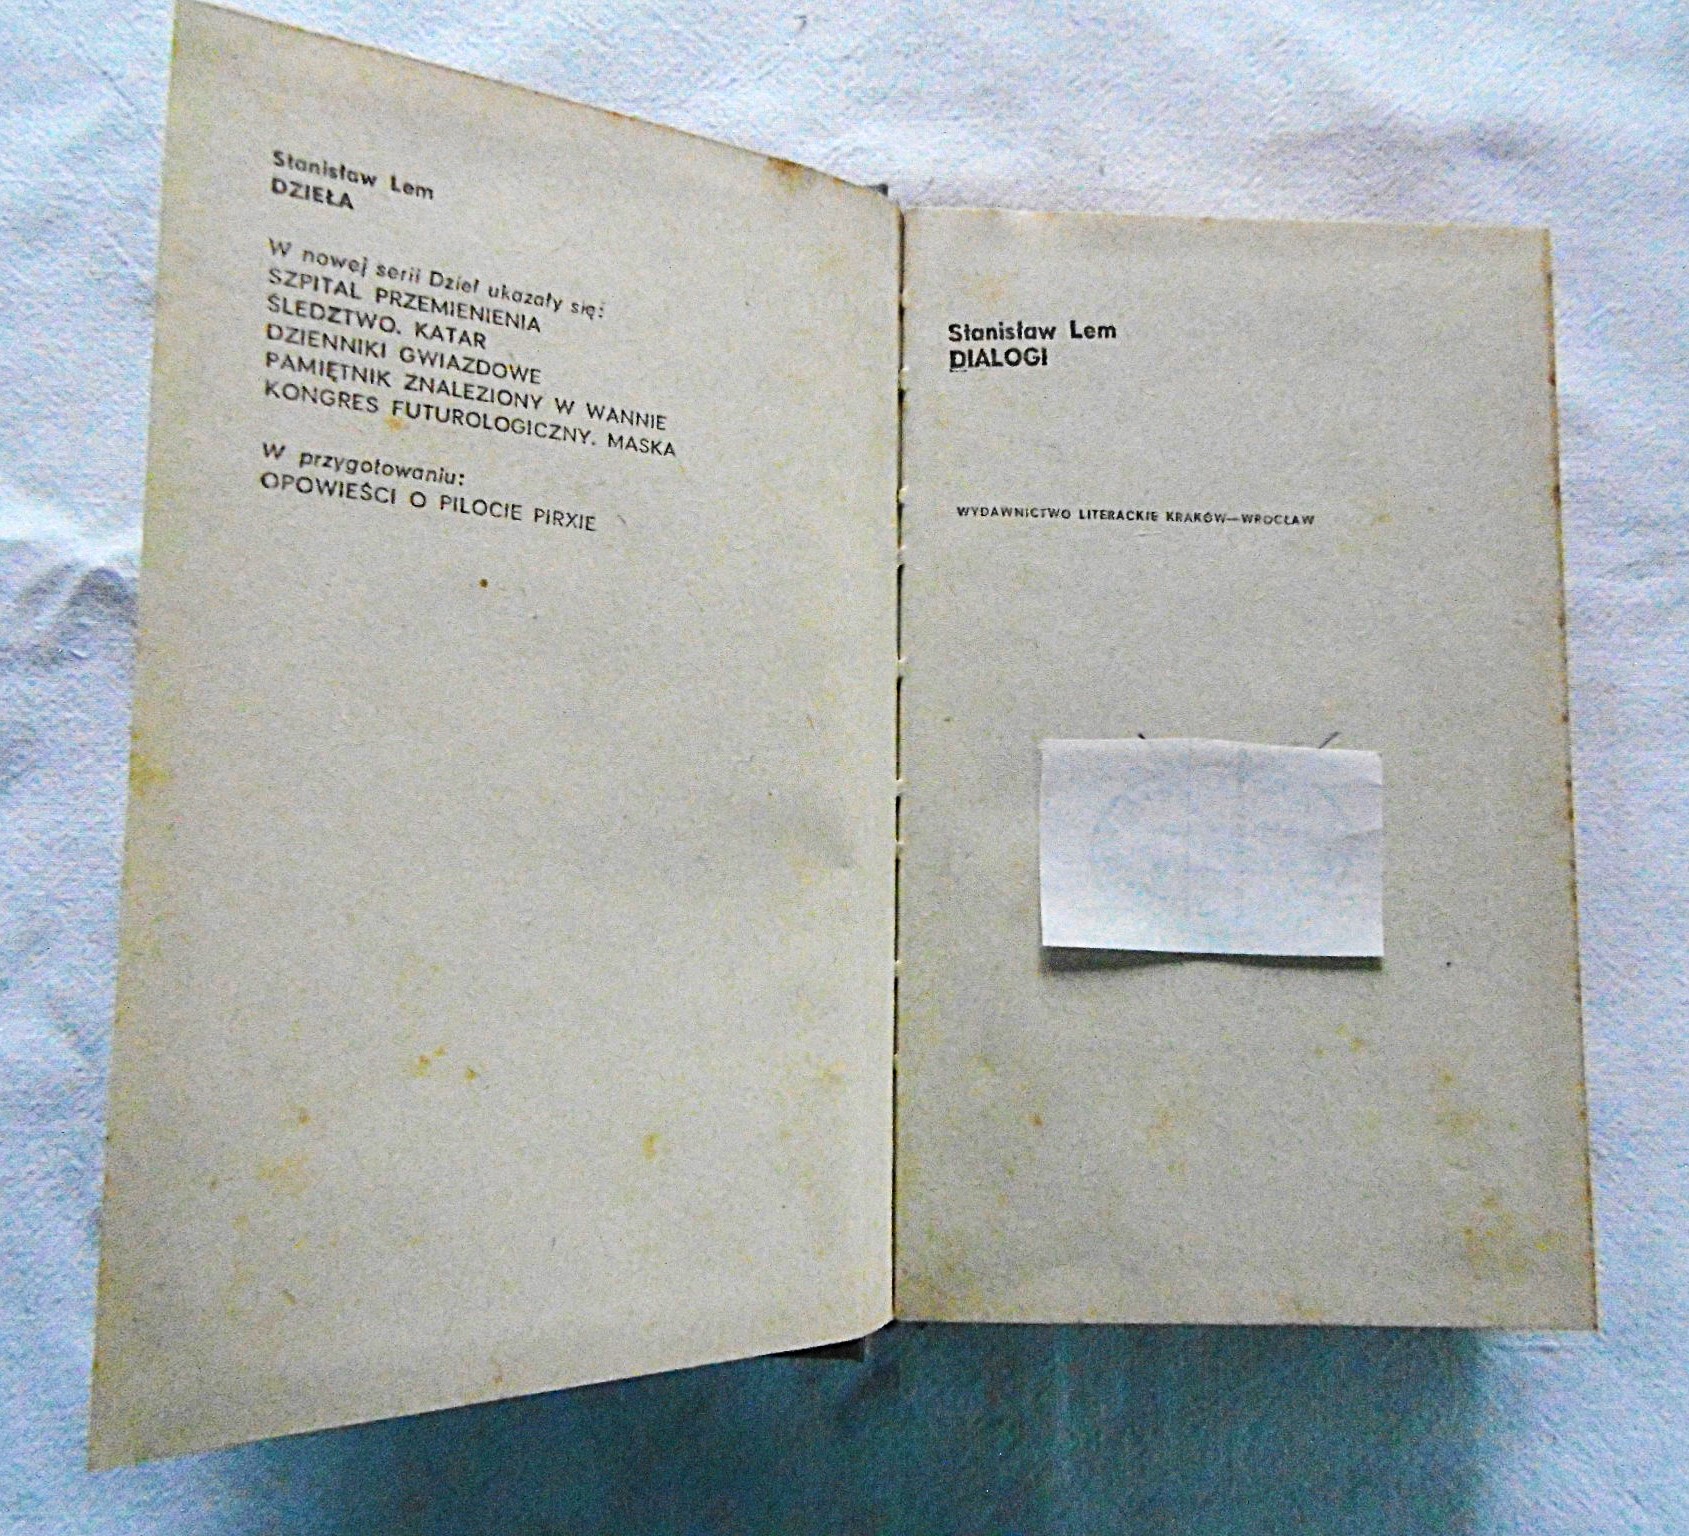 Stanisław Lem
DZIEŁA
W nowej serii Dzieł ukazały się:
SZPITAL PRZEMIENIENIA
ŚLEDZTWO. KATAR
DZIENNIKI GWIAZDOWE
PAMIĘTNIK ZNALEZIONY W WANNIE
KONGRES FUTUROLOGICZNY. MASKA
W przygotowaniu:
OPOWIEŚCI O PILOCIE PIRXIE
Stanisław Lem
DIALOGI
WYDAWNICTWO LITERACKIE KRAKÓW—WROCŁAW